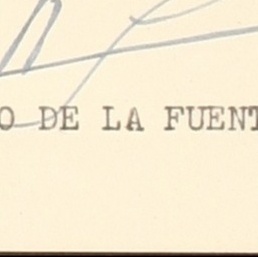 O DE LA FUENT